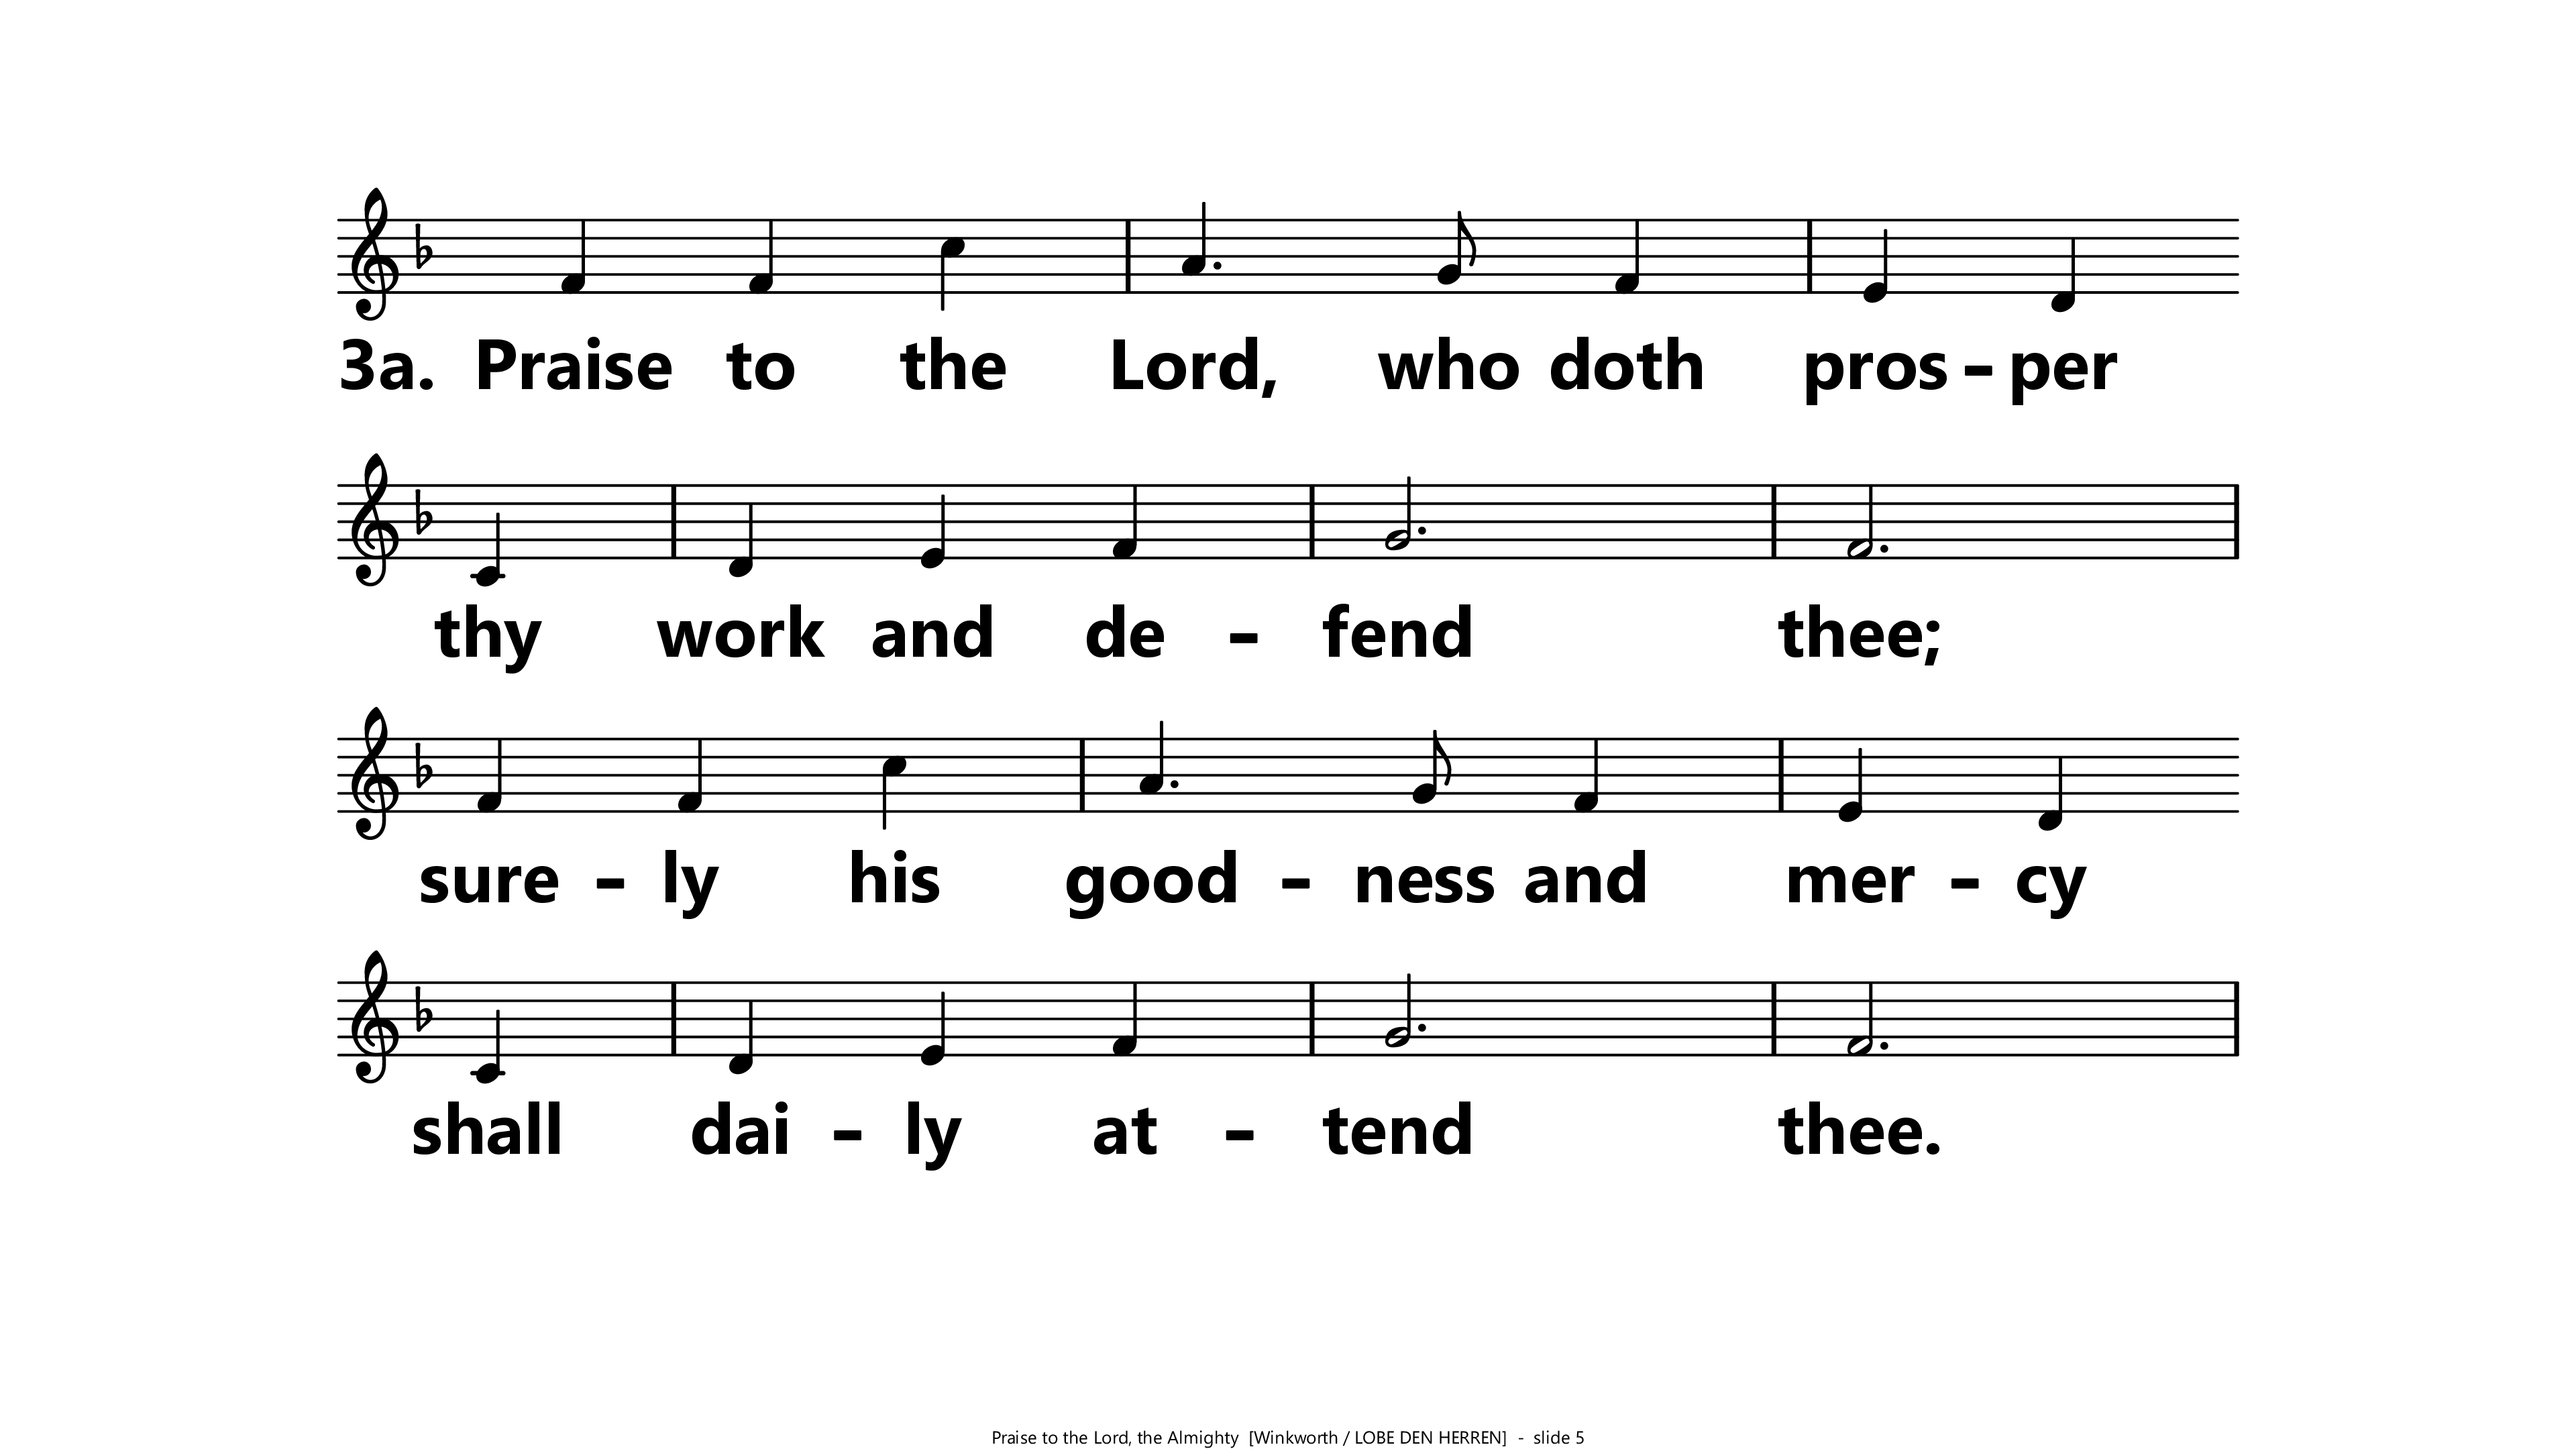 3a. Praise to the Lord, who doth pros - per
thy work and de - fend thee;
sure - ly his good - ness and mer - cy
shall dai - ly at - tend thee.
Praise to the Lord, the Almighty [Winkworth / LOBE DEN HERREN] - slide 5